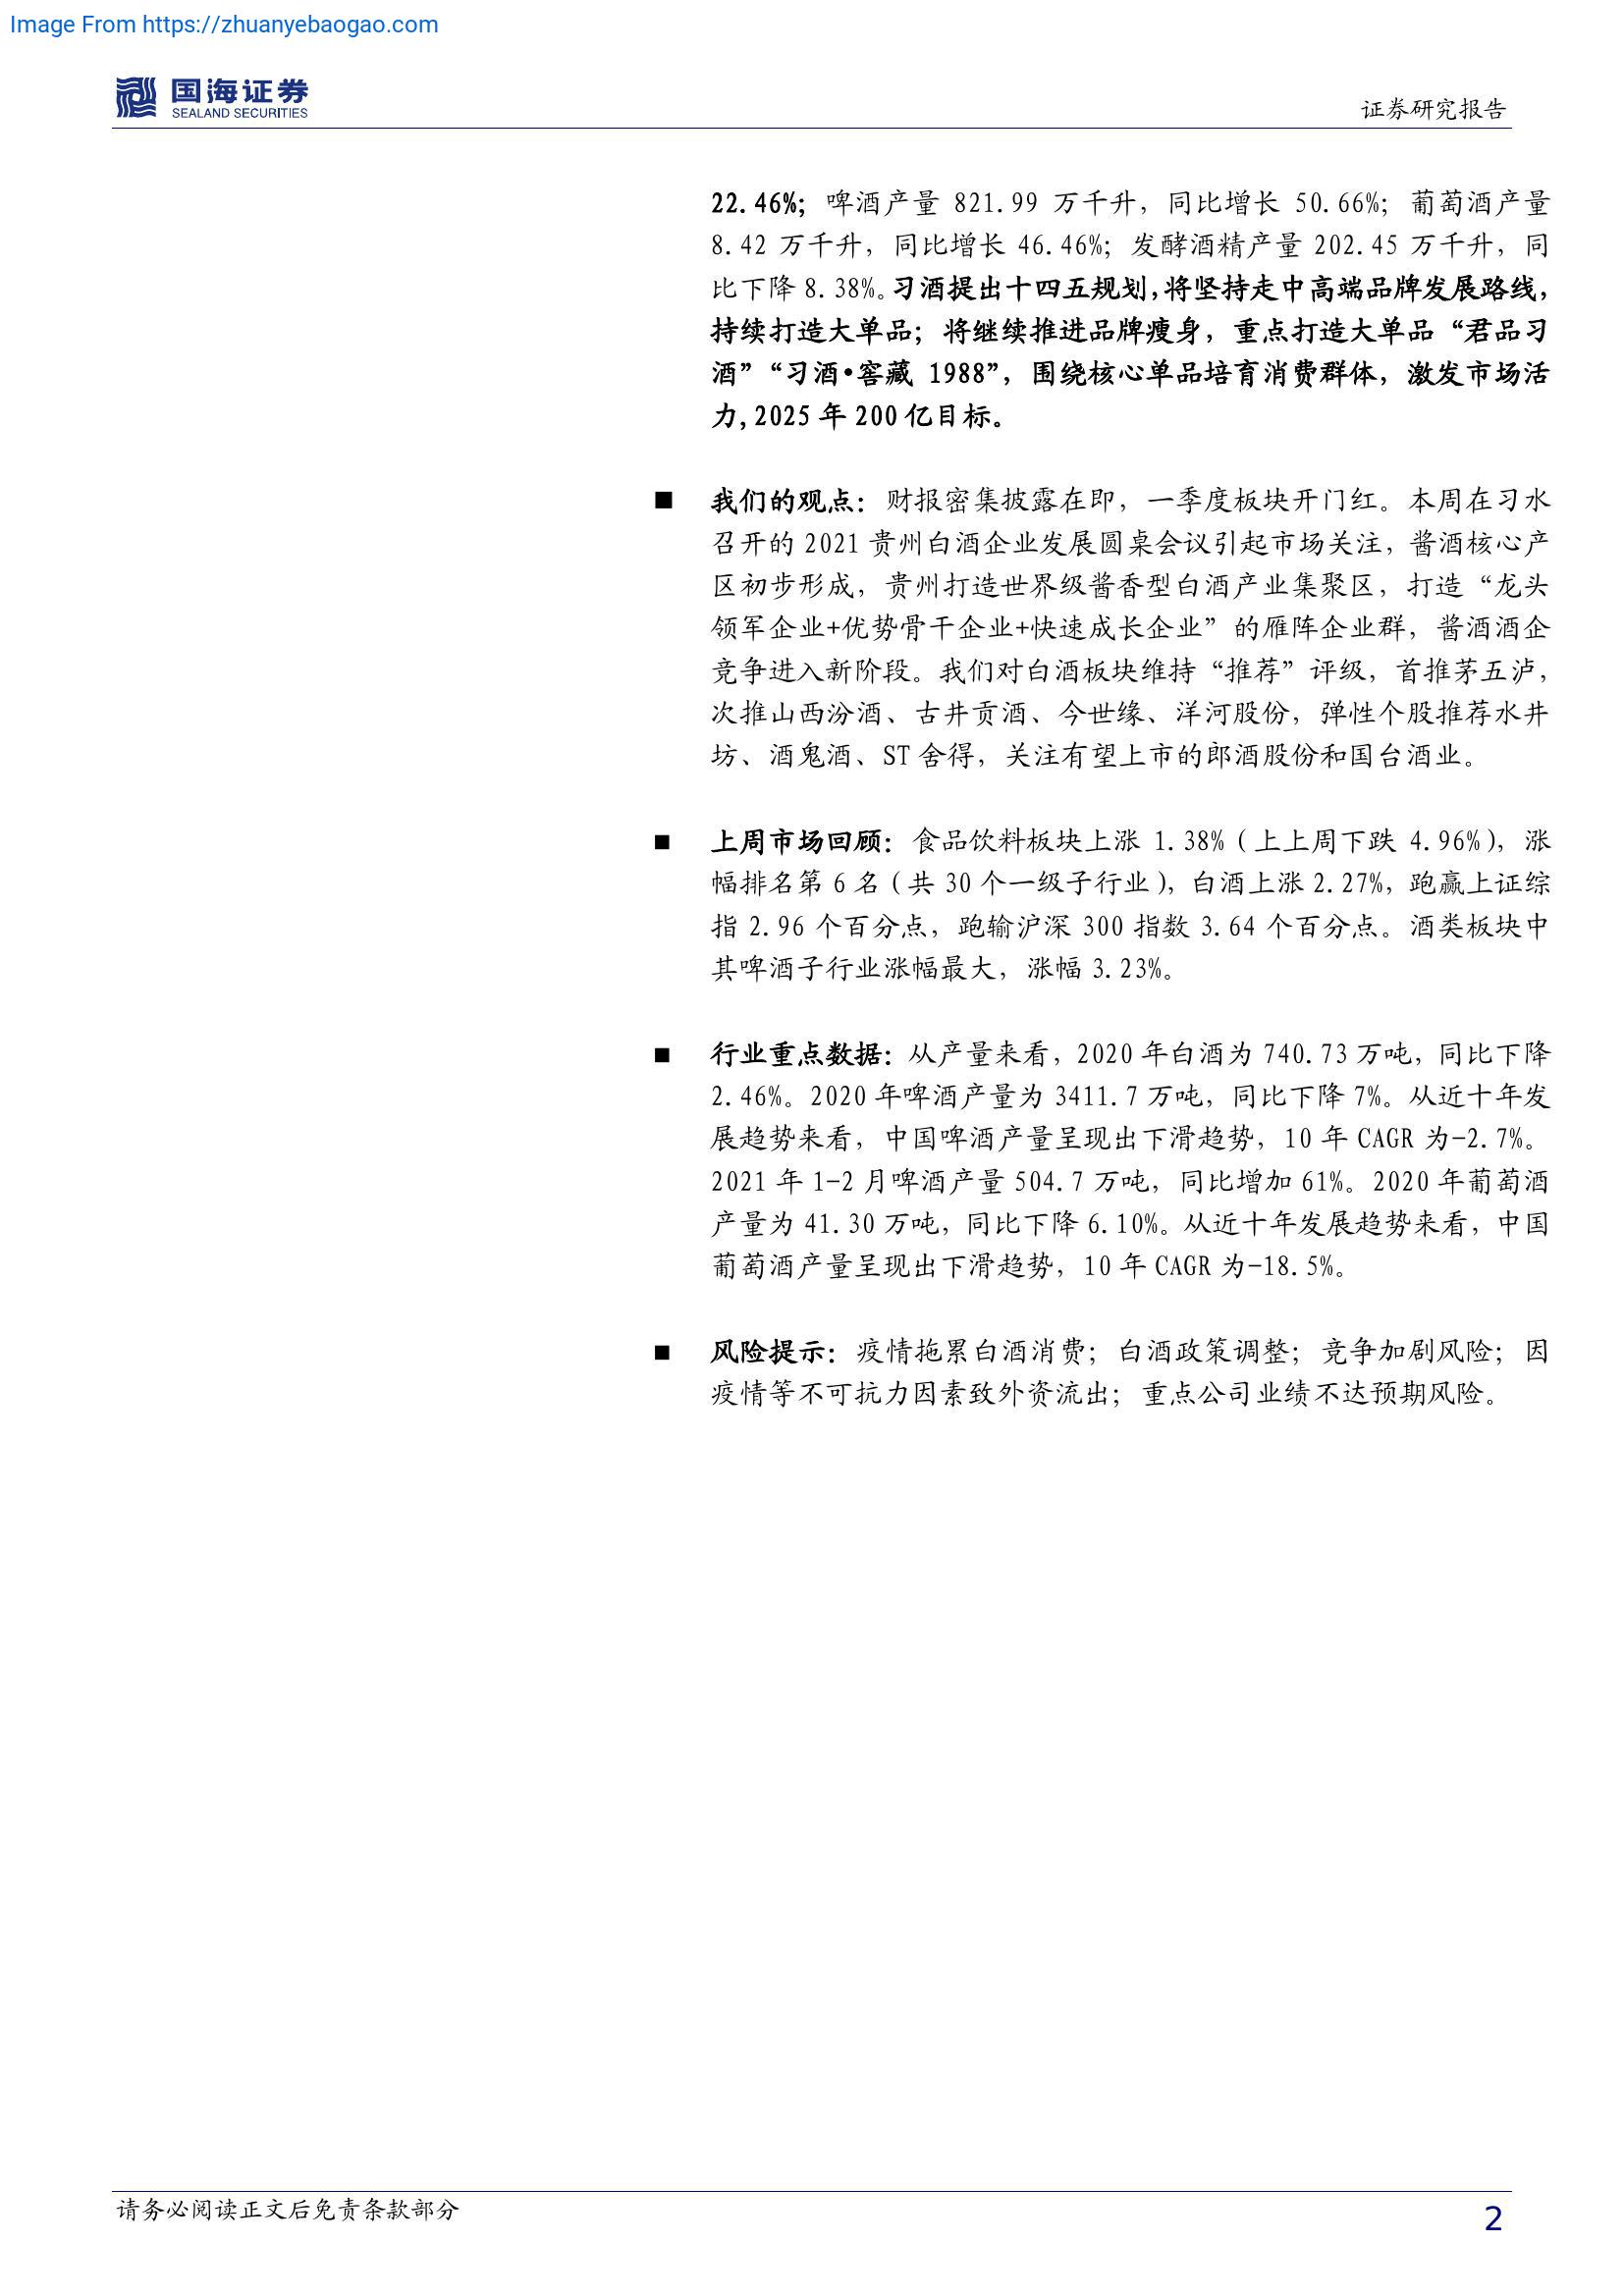 Image From https://zhuanyebaogao.com
国海证券
SEALAND SECURITIES
证券研究报告
22.46%；啤酒产量 821.99 万千升，同比增长 50.66%；葡萄酒产量
8.42 万千升，同比增长 46.46%；发酵酒精产量 202.45 万千升，同
比下降 8.38%。习酒提出十四五规划，将坚持走中高端品牌发展路线，
持续打造大单品；将继续推进品牌瘦身，重点打造大单品“君品习
酒”“习酒•窖藏 1988”，围绕核心单品培育消费群体，激发市场活
力，2025 年 200 亿目标。
■ 我们的观点：财报密集披露在即，一季度板块开门红。本周在习水
召开的 2021 贵州白酒企业发展圆桌会议引起市场关注，酱酒核心产
区初步形成，贵州打造世界级酱香型白酒产业集聚区，打造“龙头
领军企业+优势骨干企业+快速成长企业”的雁阵企业群，酱酒酒企
竞争进入新阶段。我们对白酒板块维持“推荐”评级，首推茅五泸，
次推山西汾酒、古井贡酒、今世缘、洋河股份，弹性个股推荐水井
坊、酒鬼酒、ST 舍得，关注有望上市的郎酒股份和国台酒业。
■ 上周市场回顾：食品饮料板块上涨 1.38%（上上周下跌 4.96%），涨
幅排名第 6 名（共 30 个一级子行业），白酒上涨 2.27%，跑赢上证综
指 2.96 个百分点，跑输沪深 300 指数 3.64 个百分点。酒类板块中
其啤酒子行业涨幅最大，涨幅 3.23%。
■ 行业重点数据：从产量来看，2020 年白酒为 740.73 万吨，同比下降
2.46%。2020 年啤酒产量为 3411.7 万吨，同比下降 7%。从近十年发
展趋势来看，中国啤酒产量呈现出下滑趋势，10 年 CAGR 为-2.7%。
2021 年 1-2 月啤酒产量 504.7 万吨，同比增加 61%。2020 年葡萄酒
产量为 41.30 万吨，同比下降 6.10%。从近十年发展趋势来看，中国
葡萄酒产量呈现出下滑趋势，10 年 CAGR 为-18.5%。
■ 风险提示：疫情拖累白酒消费；白酒政策调整；竞争加剧风险；因
疫情等不可抗力因素致外资流出；重点公司业绩不达预期风险。
请务必阅读正文后免责条款部分
2